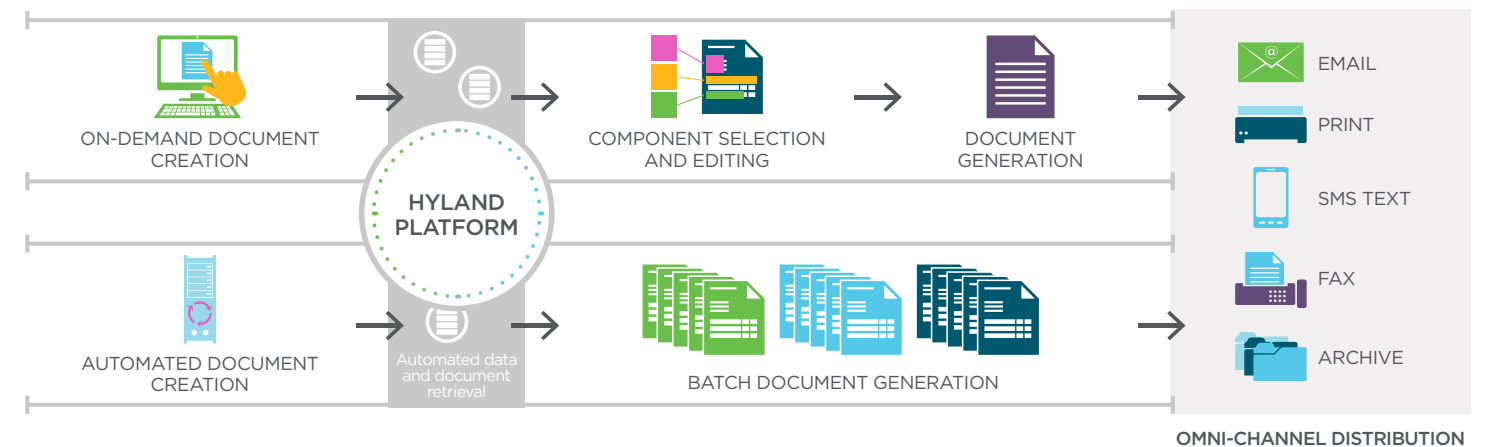 ON-DEMAND DOCUMENT
CREATION
COMPONENT SELECTION
AND EDITING
DOCUMENT
GENERATION
HYLAND
PLATFORM
AUTOMATED DOCUMENT
CREATION
Automated data
and document
retrieval
BATCH DOCUMENT GENERATION
@
EMAIL
PRINT
SMS TEXT
FAX
ARCHIVE
OMNI-CHANNEL DISTRIBUTION